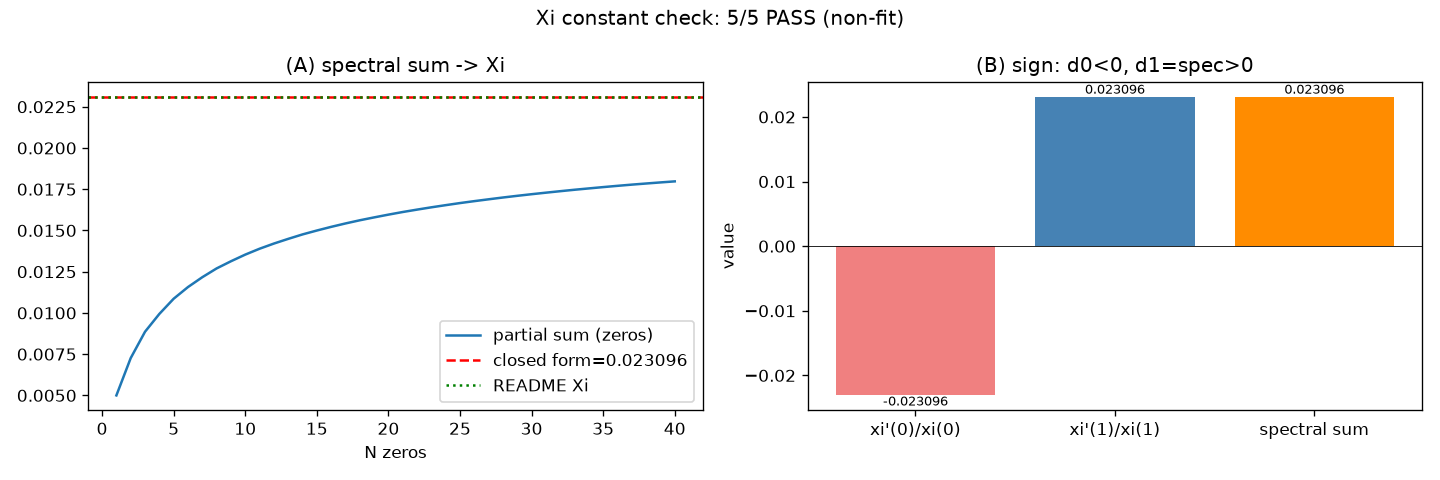 Xi constant check: 5/5 PASS (non-fit)
(A) spectral sum -> Xi
0.0225
0.0200
0.0175
0.0150
0.0125
0.0100
0.0075
0.0050
partial sum (zeros)
closed form=0.023096
README Xi
0 5 10 15 20 25 30 35 40
N zeros
(B) sign: d0<0, d1=spec>0
value
0.02
0.01
0.00
−0.01
−0.02
0.023096
0.023096
-0.023096
xi'(0)/xi(0) xi'(1)/xi(1) spectral sum